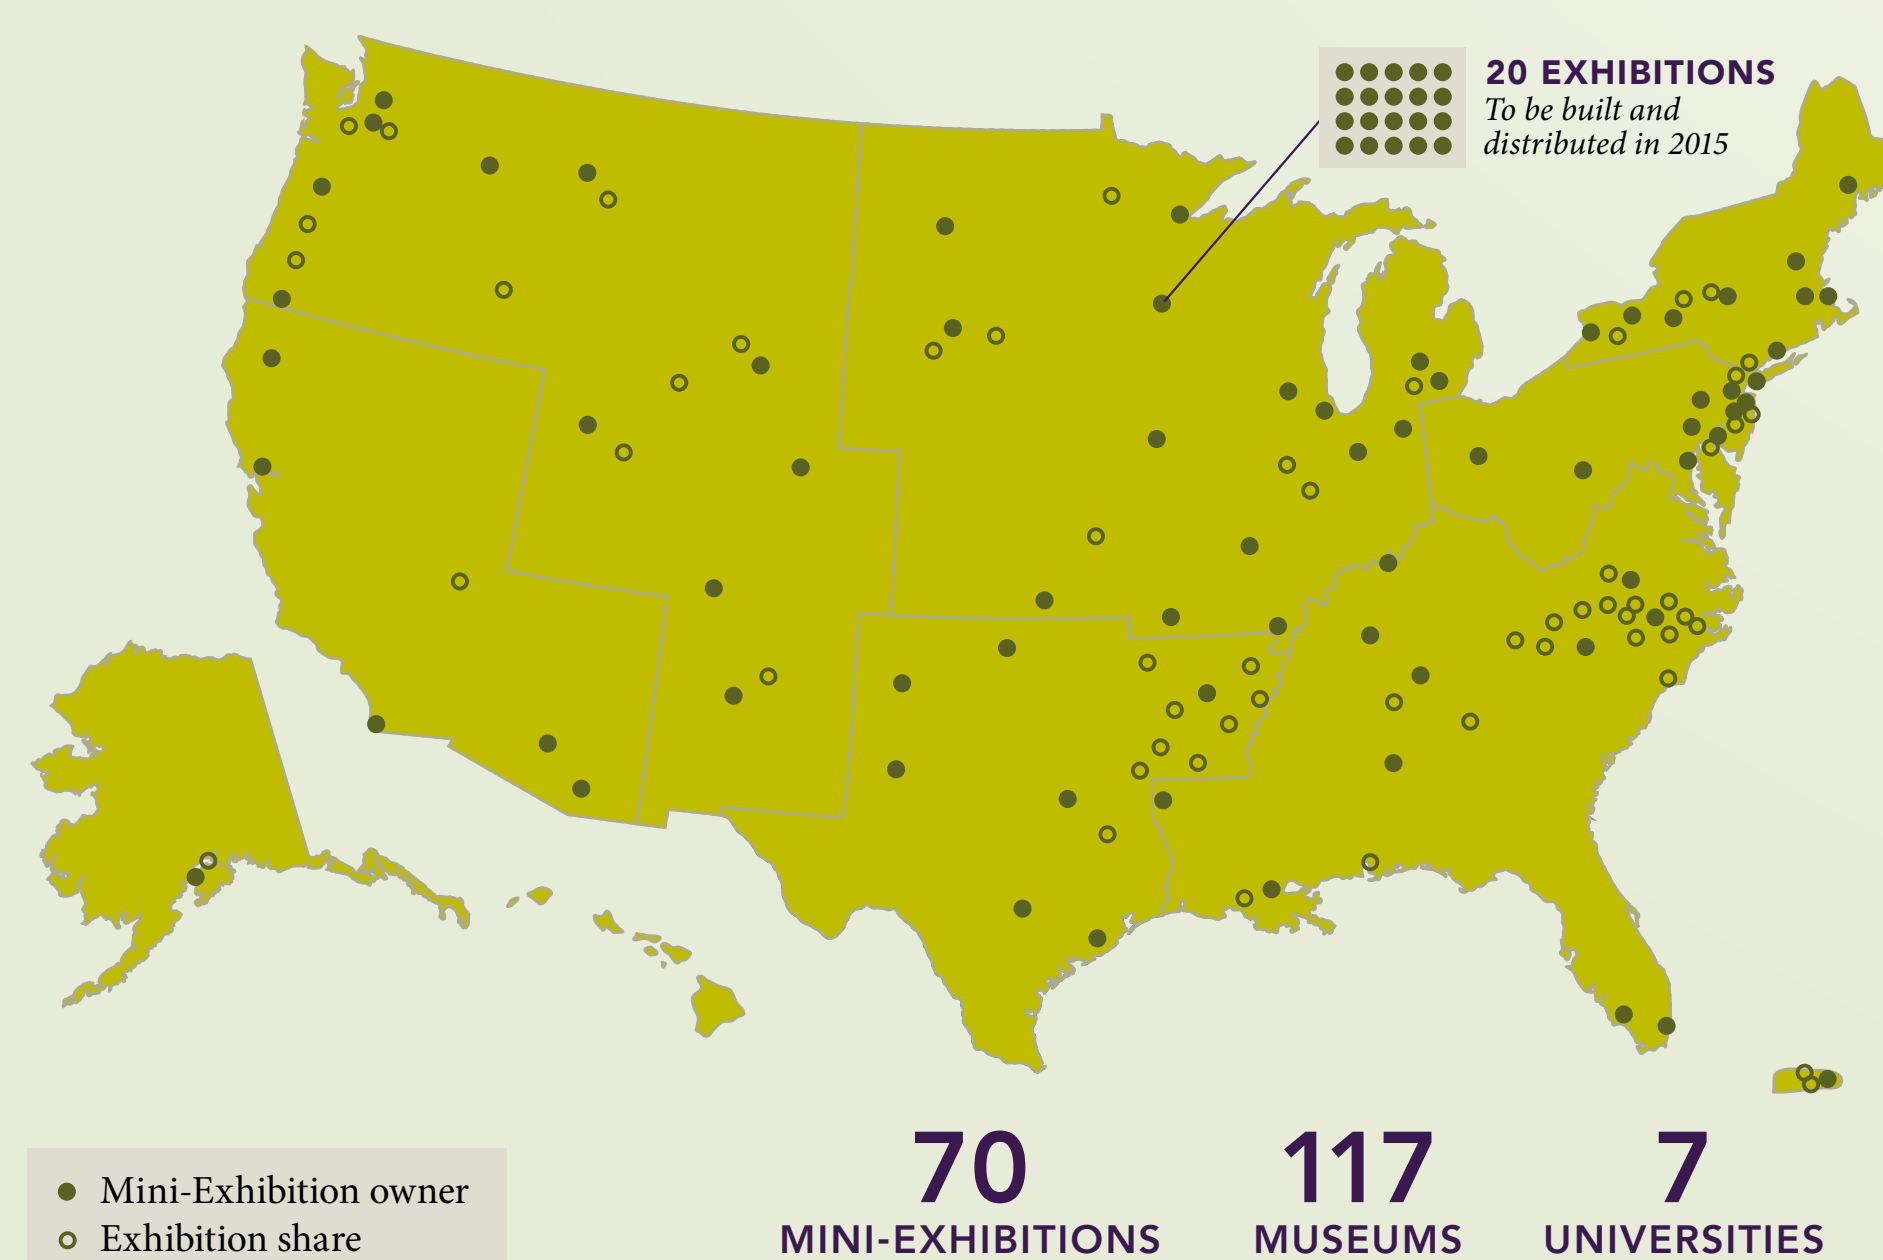 20 EXHIBITIONS
To be built and
distributed in 2015
70
MINI-EXHIBITIONS
117
MUSEUMS
7
UNIVERSITIES
Mini-Exhibition owner
Exhibition share